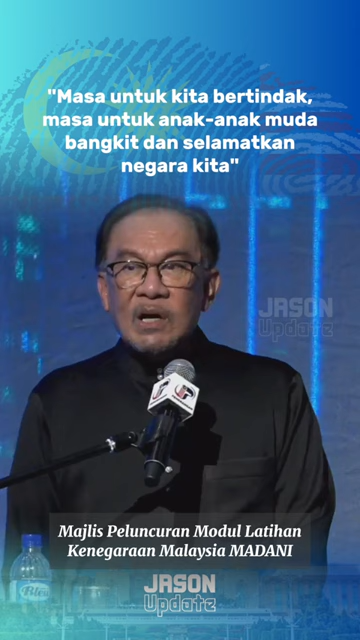 "Masa untuk kita bertindak,
masa untuk anak-anak muda
bangkit dan selamatkan
negara kita"
JASON
Update
Bleu
Majlis Peluncuran Modul Latihan
Kenegaraan Malaysia MADANI
JASON
Update